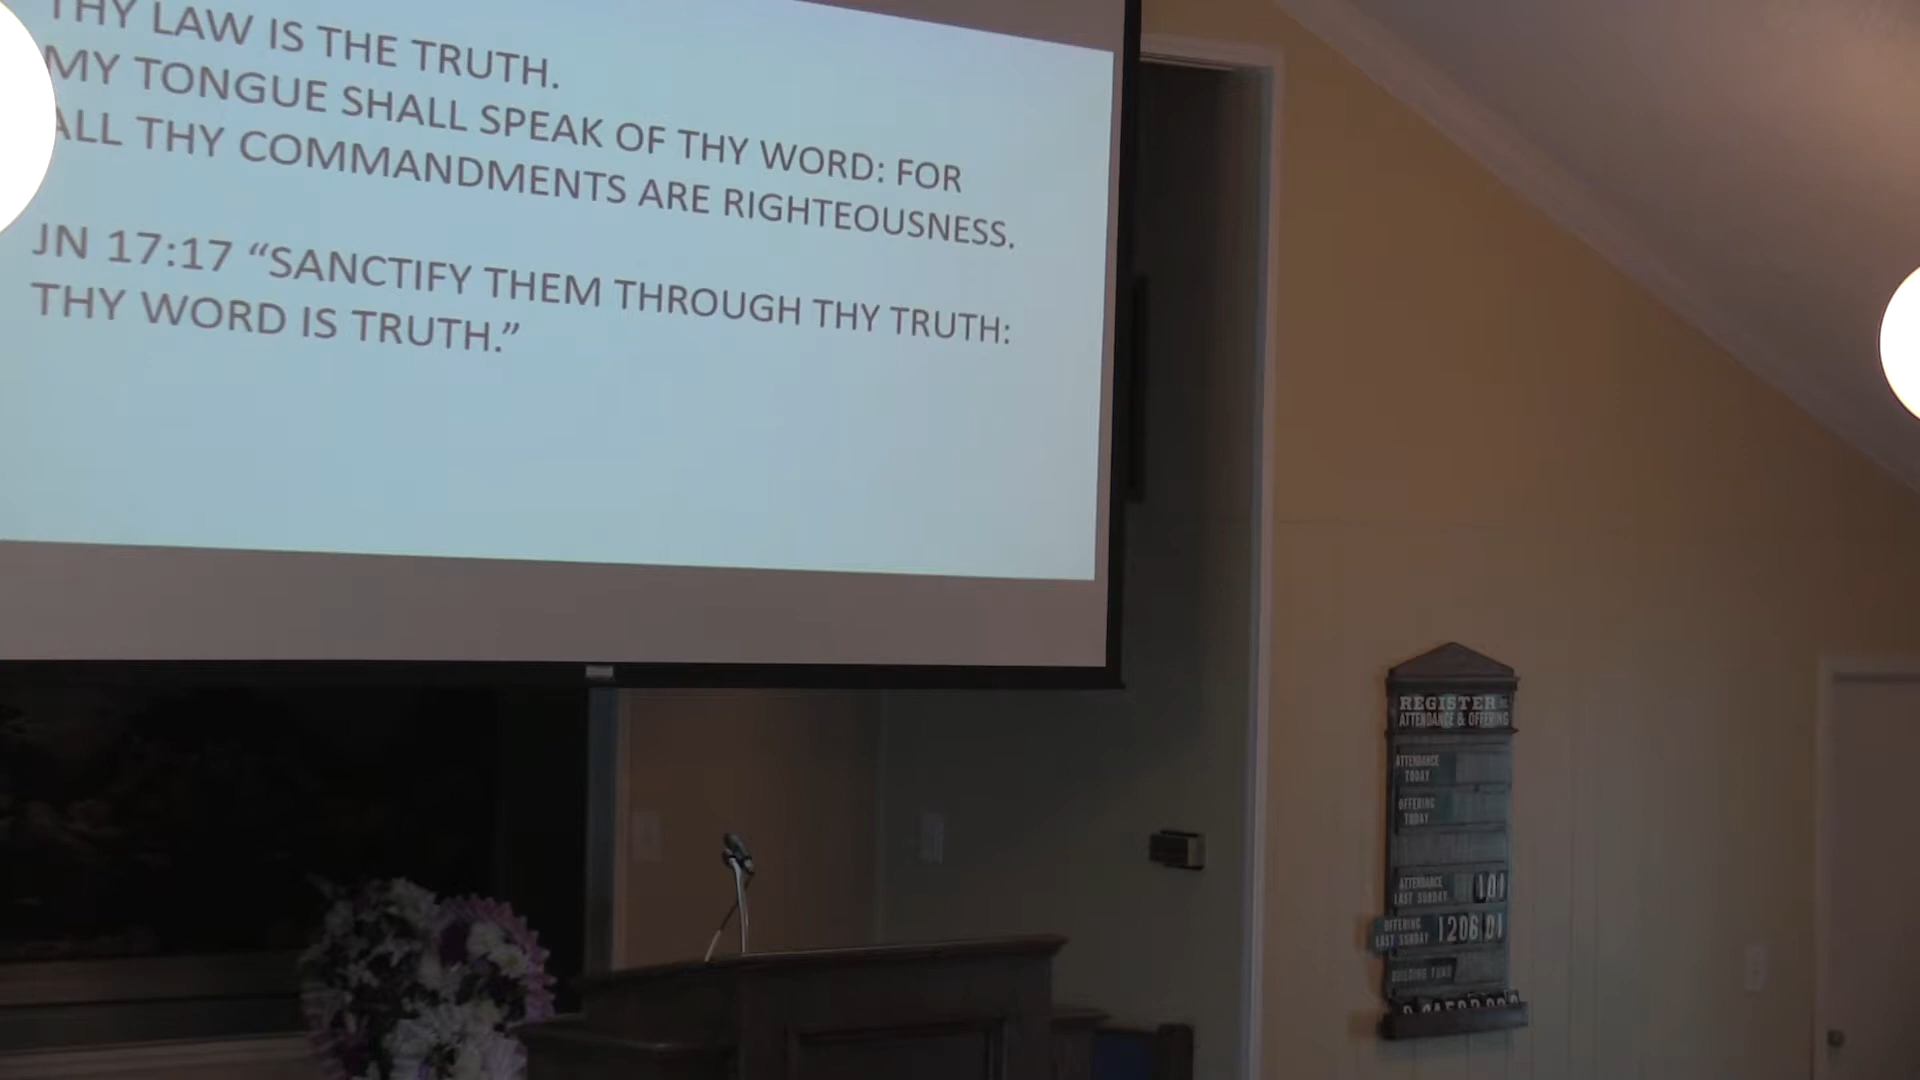 THY LAW IS THE TRUTH.
MY TONGUE SHALL SPEAK OF THY WORD: FOR
ALL THY COMMANDMENTS ARE RIGHTEOUSNESS.
JN 17:17 “SANCTIFY THEM THROUGH THY TRUTH:
THY WORD IS TRUTH.”
REGISTER OF
ATTENDANCE & OFFERING
ATTENDANCE
TODAY
OFFERING
TODAY
ATTENDANCE
LAST SUNDAY 101
OFFERING
LAST SUNDAY 1206 01
BUILDING FUND